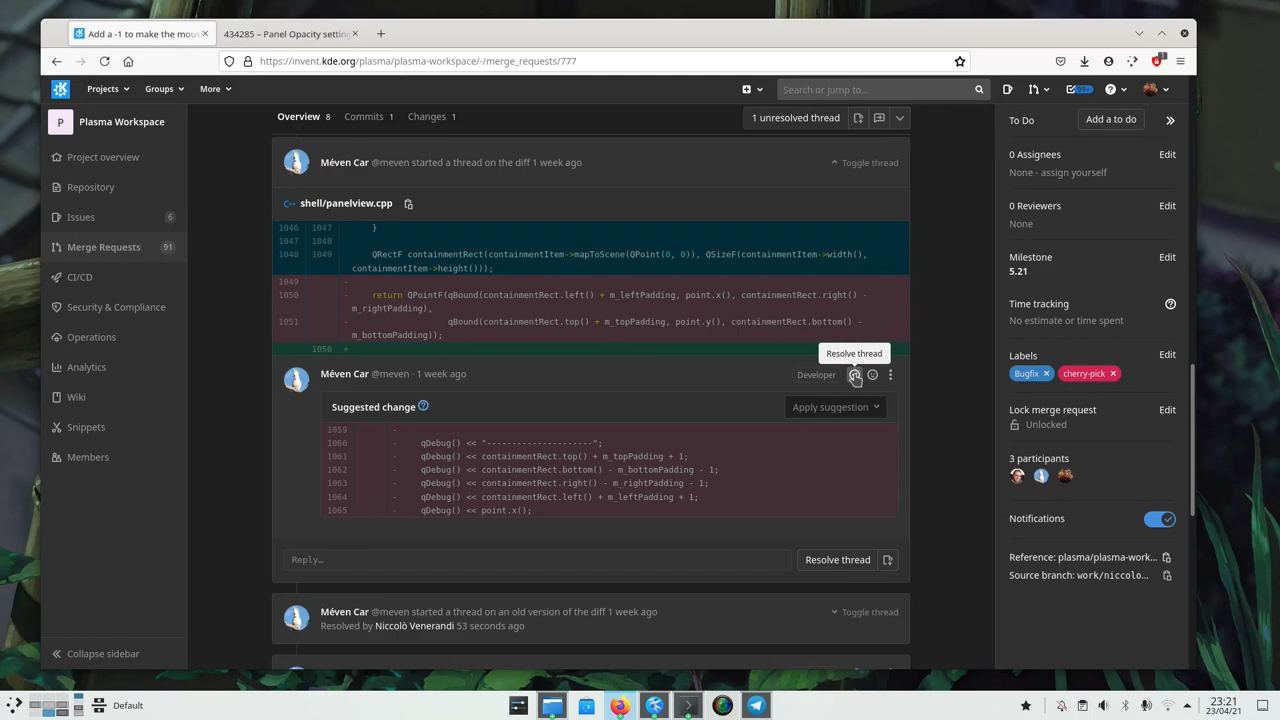 Add a -1 to make the mous
434285 – Panel Opacity setting
https://invent.kde.org/plasma/plasma-workspace/-/merge_requests/777
1
Projects
Groups
More
Search or jump to...
99+
P
Plasma Workspace
Project overview
Repository
Issues 6
Merge Requests 91
CI/CD
Security & Compliance
Operations
Analytics
Wiki
Snippets
Members
Collapse sidebar
Overview 8
Commits 1
Changes 1
1 unresolved thread
Méven Car @meven started a thread on the diff 1 week ago
Toggle thread
shell/panelview.cpp
1046 1047 }
1047 1048
1048 1049 QRectF containmentRect(containmentItem->mapToScene(QPoint(0, 0)), QSizeF(containmentItem->width(),
containmentItem->height()));
1049 -
1050 - return QPointF(qBound(containmentRect.left() + m_leftPadding, point.x(), containmentRect.right() -
m_rightPadding),
1051 - qBound(containmentRect.top() + m_topPadding, point.y(), containmentRect.bottom() -
m_bottomPadding));
1050 +
Resolve thread
Méven Car @meven · 1 week ago
Developer
Suggested change
Apply suggestion
1059 -
1060 - qDebug() << "---------------------";
1061 - qDebug() << containmentRect.top() + m_topPadding + 1;
1062 - qDebug() << containmentRect.bottom() - m_bottomPadding - 1;
1063 - qDebug() << containmentRect.right() - m_rightPadding - 1;
1064 - qDebug() << containmentRect.left() + m_leftPadding + 1;
1065 - qDebug() << point.x();
Reply…
Resolve thread
Méven Car @meven started a thread on an old version of the diff 1 week ago
Toggle thread
Resolved by Niccolò Venerandi 53 seconds ago
To Do
Add a to do
0 Assignees
Edit
None - assign yourself
0 Reviewers
Edit
None
Milestone
Edit
5.21
Time tracking
No estimate or time spent
Labels
Edit
Bugfix
cherry-pick
Lock merge request
Edit
Unlocked
3 participants
Notifications
Reference: plasma/plasma-work...
Source branch: work/niccolo...
Default
23:21
23/04/21